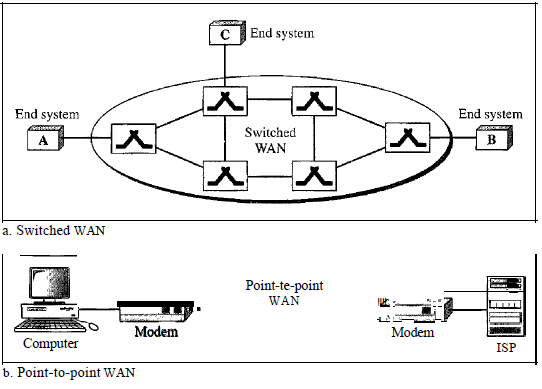 C End system
End system
End system
A
Switched
WAN
B
a. Switched WAN
Point-te-point
WAN
Computer
Modem
Modem
ISP
b. Point-to-point WAN